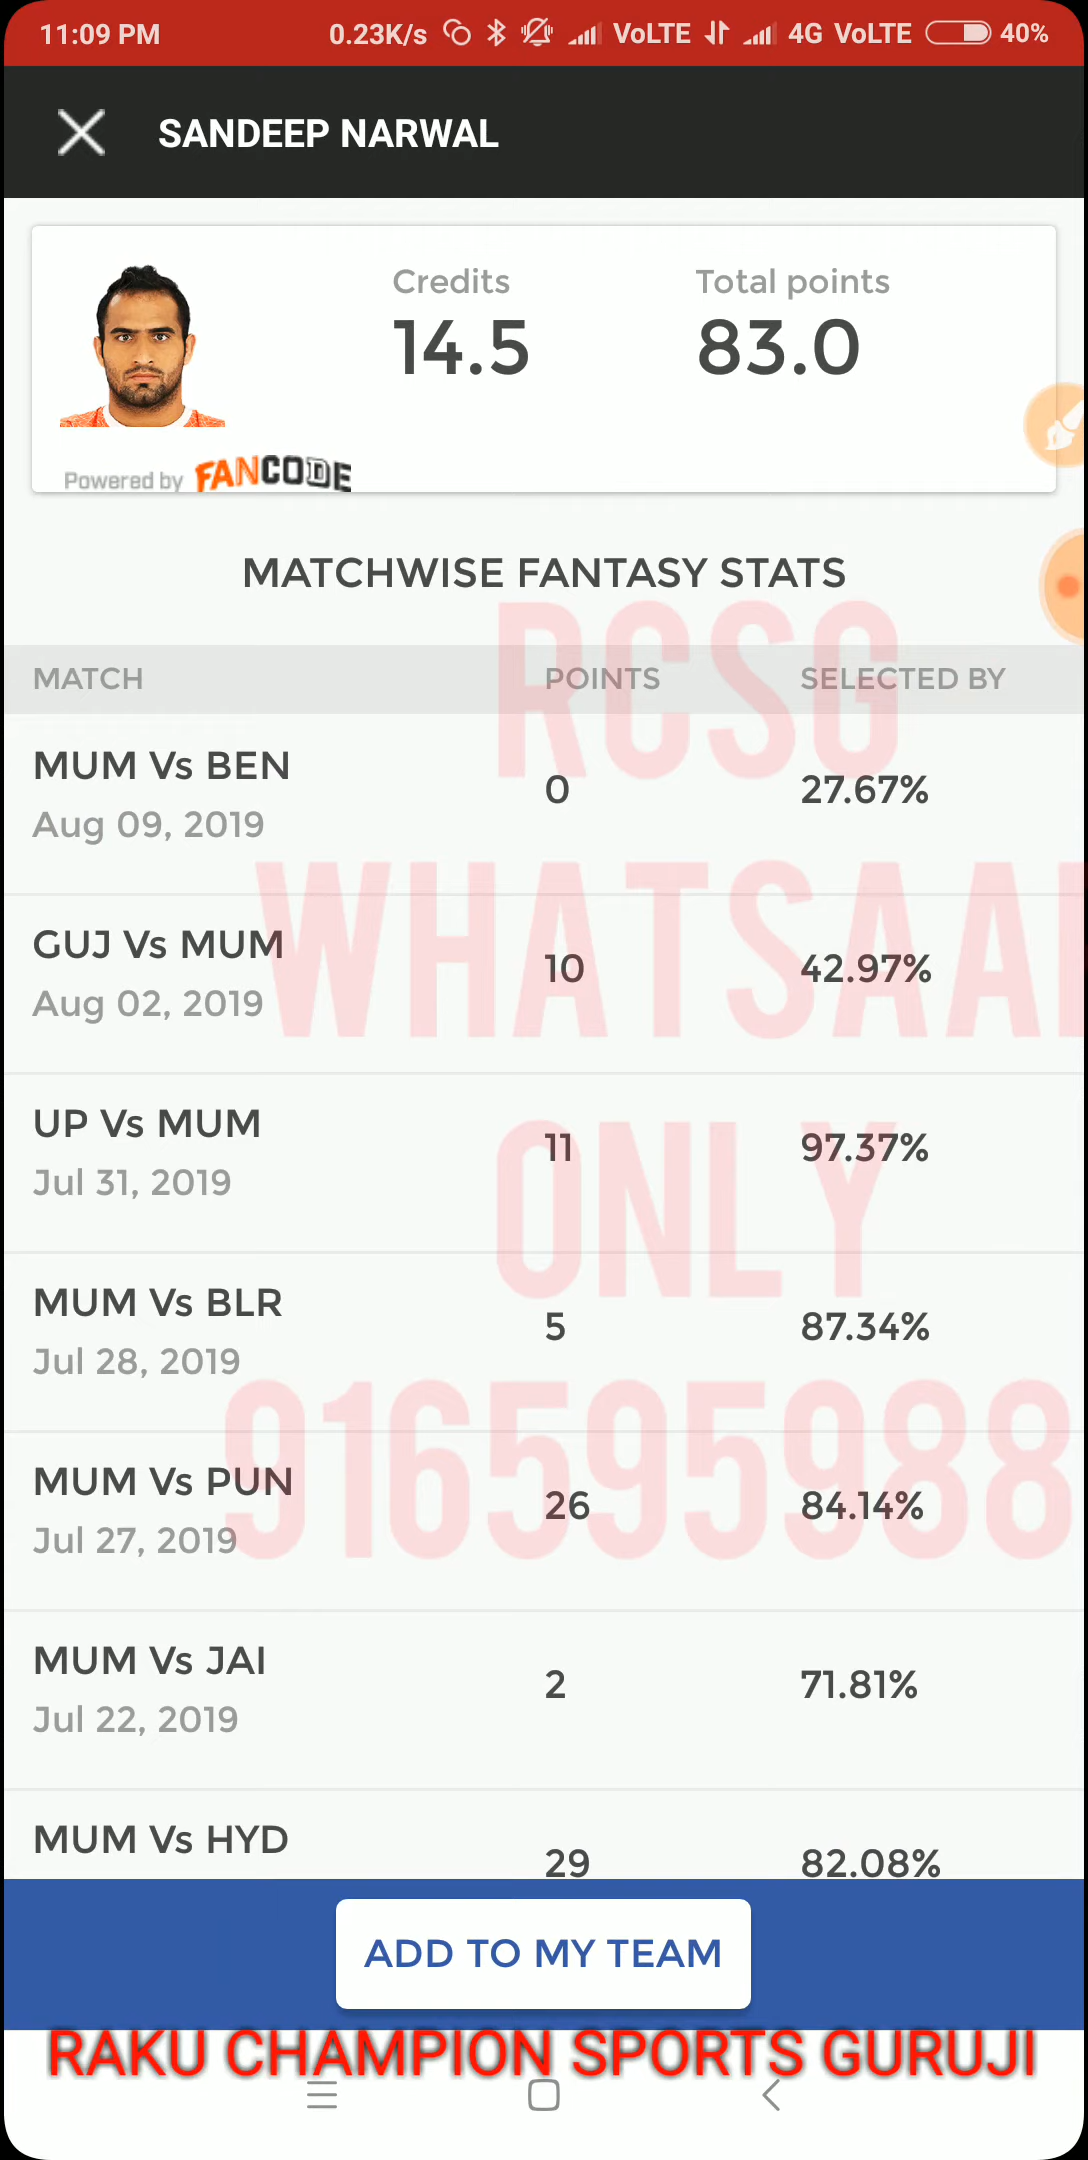 11:09 PM 0.23K/s VoLTE 4G VoLTE 40%
SANDEEP NARWAL
Credits Total points
14.5 83.0
Powered by FANCODE
MATCHWISE FANTASY STATS
RCSG
MATCH POINTS SELECTED BY
MUM Vs BEN
0 27.67%
Aug 09, 2019
WHATSAA
GUJ Vs MUM
10 42.97%
Aug 02, 2019
UP Vs MUM
11 97.37%
Jul 31, 2019
ONLY
MUM Vs BLR
5 87.34%
Jul 28, 2019
916595988
MUM Vs PUN
26 84.14%
Jul 27, 2019
MUM Vs JAI
2 71.81%
Jul 22, 2019
MUM Vs HYD
29 82.08%
ADD TO MY TEAM
RAKU CHAMPION SPORTS GURUJI